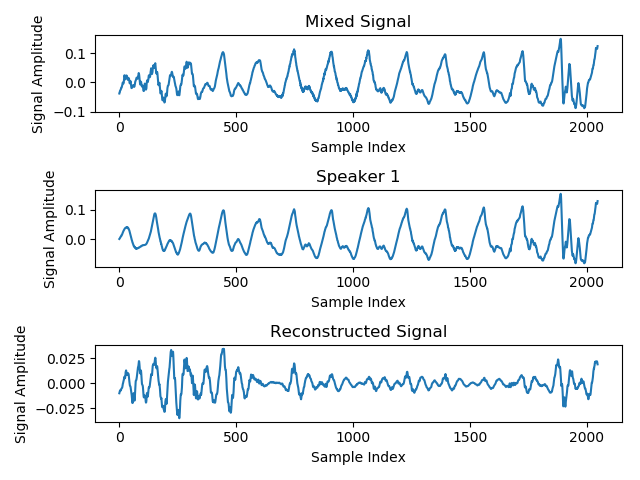 Mixed Signal
Signal Amplitude
0.1
0.0
−0.1
0 500 1000 1500 2000
Sample Index
Speaker 1
Signal Amplitude
0.1
0.0
0 500 1000 1500 2000
Sample Index
Reconstructed Signal
Signal Amplitude
0.025
0.000
−0.025
0 500 1000 1500 2000
Sample Index